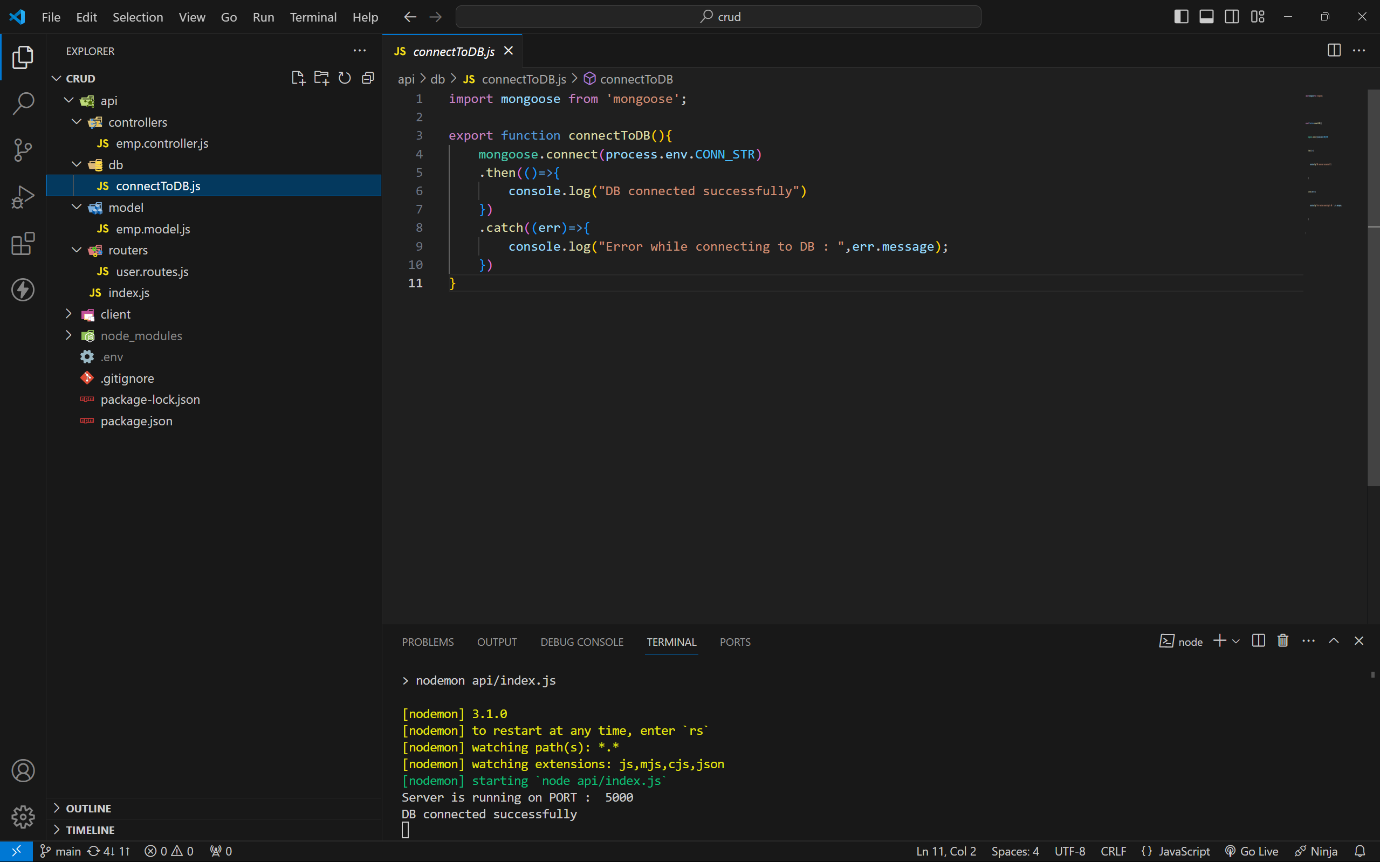 File Edit Selection View Go Run Terminal Help
crud
EXPLORER
CRUD
api
controllers
JS emp.controller.js
db
JS connectToDB.js
model
JS emp.model.js
routers
JS user.routes.js
JS index.js
client
node_modules
.env
.gitignore
package-lock.json
package.json
OUTLINE
TIMELINE
JS connectToDB.js
api > db > JS connectToDB.js > connectToDB
1 import mongoose from 'mongoose';
2
3 export function connectToDB(){
4 mongoose.connect(process.env.CONN_STR)
5 .then(()=>{
6 console.log("DB connected successfully")
7 })
8 .catch((err)=>{
9 console.log("Error while connecting to DB : ",err.message);
10 })
11 }
PROBLEMS OUTPUT DEBUG CONSOLE TERMINAL PORTS
node
> nodemon api/index.js
[nodemon] 3.1.0
[nodemon] to restart at any time, enter `rs`
[nodemon] watching path(s): *.*
[nodemon] watching extensions: js,mjs,cjs,json
[nodemon] starting `node api/index.js`
Server is running on PORT :  5000
DB connected successfully
main 4↓ 1↑ 0 0 0
Ln 11, Col 2 Spaces: 4 UTF-8 CRLF {} JavaScript Go Live Ninja